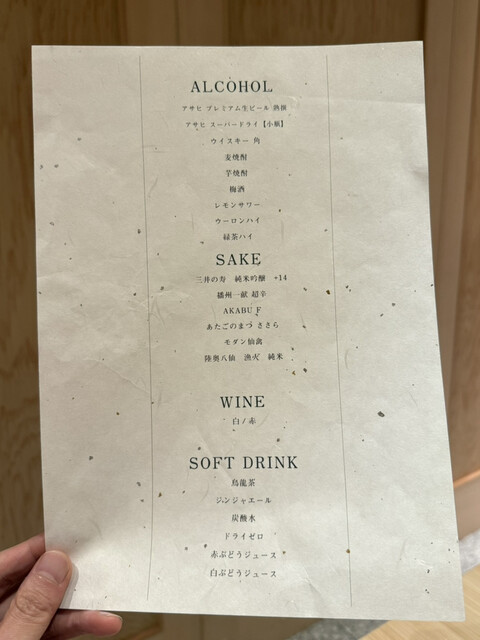 ALCOHOL
アサヒ プレミアム生ビール 熟撰
アサヒ スーパードライ【小瓶】
ウイスキー 角
麦焼酎
芋焼酎
梅酒
レモンサワー
ウーロンハイ
緑茶ハイ
SAKE
三井の寿 純米吟醸 +14
播州一献 超辛
AKABU F
あたごのまつ ささら
モダン仙禽
陸奥八仙 漁火 純米
WINE
白/赤
SOFT DRINK
烏龍茶
ジンジャエール
炭酸水
ドライゼロ
赤ぶどうジュース
白ぶどうジュース